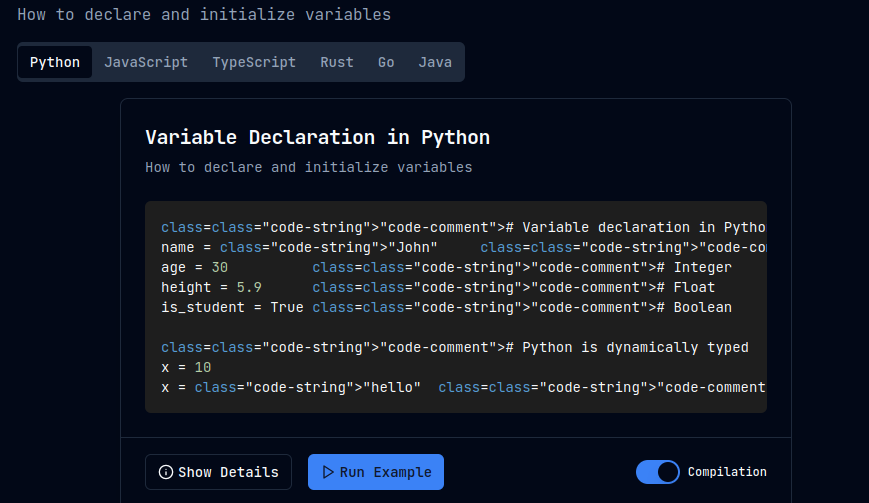 How to declare and initialize variables
Python JavaScript TypeScript Rust Go Java
Variable Declaration in Python
How to declare and initialize variables
class=class="code-string">"code-comment"># Variable declaration in Pytho
name = class="code-string">"John"     class=class="code-string">"code-co
age = 30          class=class="code-string">"code-comment"># Integer
height = 5.9      class=class="code-string">"code-comment"># Float
is_student = True class=class="code-string">"code-comment"># Boolean
class=class="code-string">"code-comment"># Python is dynamically typed
x = 10
x = class="code-string">"hello"  class=class="code-string">"code-comment
Show Details Run Example Compilation